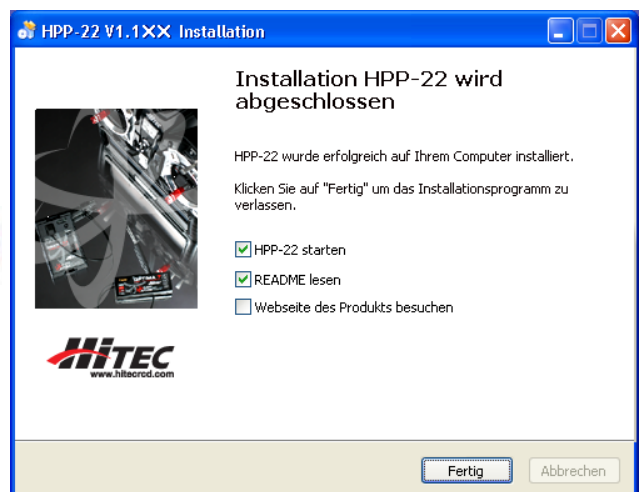 HPP-22 V1.1XX Installation
Installation HPP-22 wird
abgeschlossen
HPP-22 wurde erfolgreich auf Ihrem Computer installiert.
Klicken Sie auf "Fertig" um das Installationsprogramm zu
verlassen.
HPP-22 starten
README lesen
Webseite des Produkts besuchen
HiTEC
www.hitecrcd.com
Fertig
Abbrechen